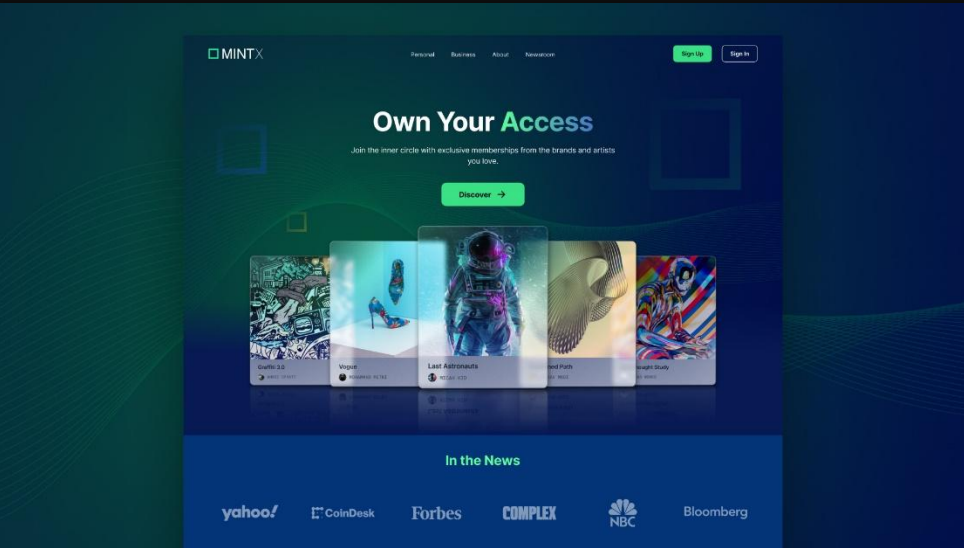 MINTX
Personal Business About Newsroom
Sign Up Sign In
Own Your Access
Join the inner circle with exclusive memberships from the brands and artists
you love.
Discover →
Graffiti 3.0
Vogue
Last Astronauts
Path
Study
In the News
yahoo!
CoinDesk
Forbes
COMPLEX
NBC
Bloomberg